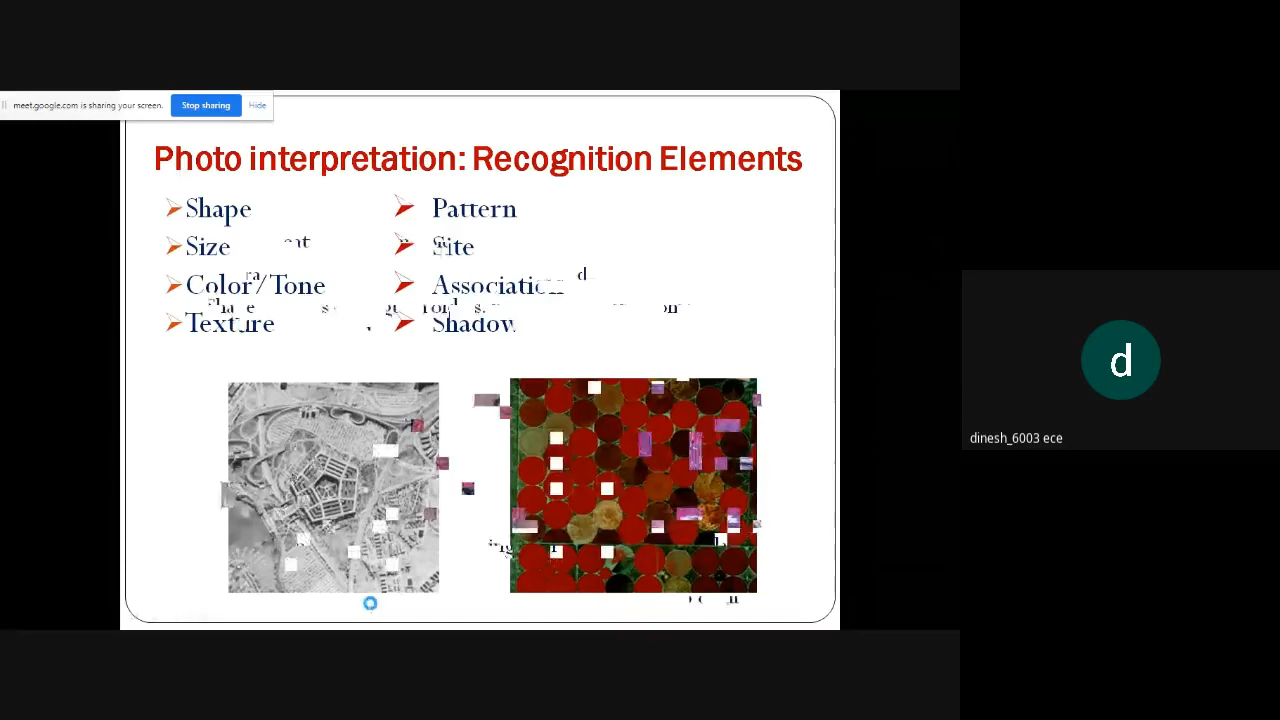 meet.google.com is sharing your screen. Stop sharing Hide
Photo interpretation: Recognition Elements
Shape
Size
Color/Tone
Texture
Pattern
Site
Association
Shadow
d
dinesh_6003 ece